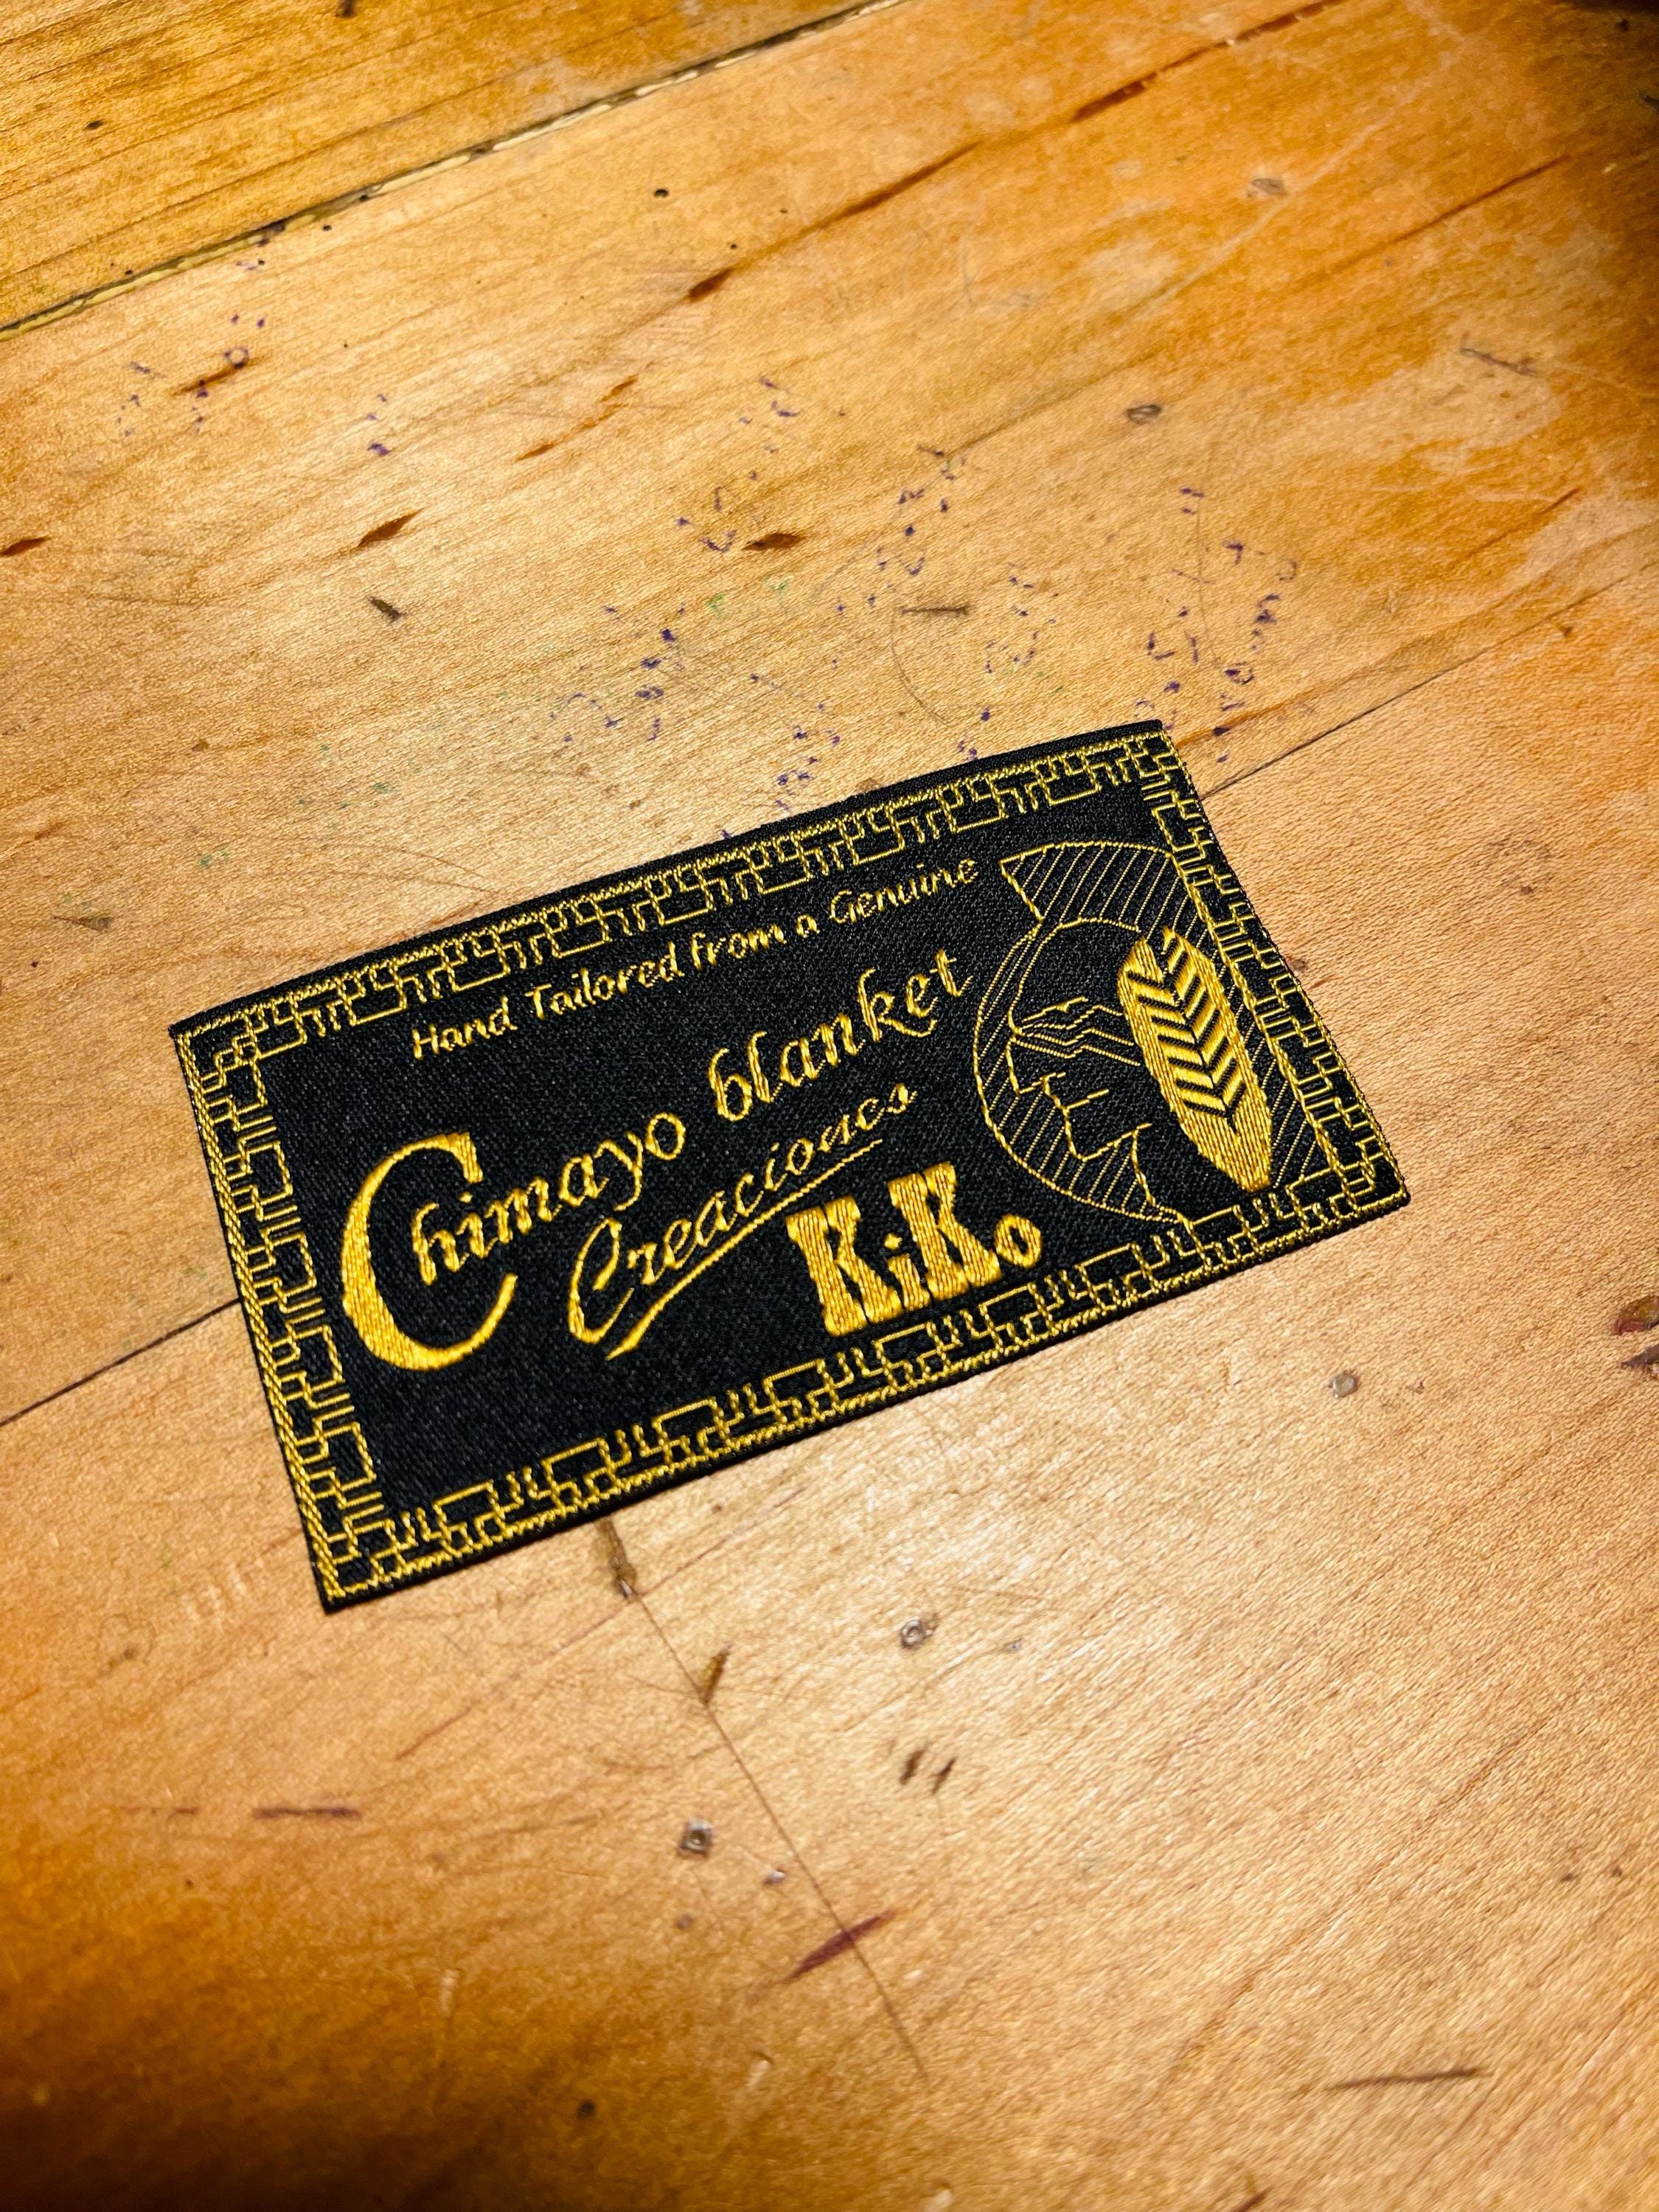 Hand Tailored from a Genuine
Chimayo blanket
Creaciones
KiKo